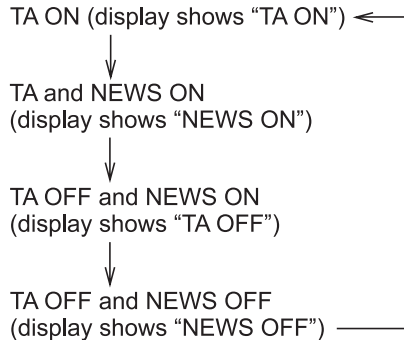 TA ON (display shows “TA ON”)
TA and NEWS ON
(display shows “NEWS ON”)
TA OFF and NEWS ON
(display shows “TA OFF”)
TA OFF and NEWS OFF
(display shows “NEWS OFF”)